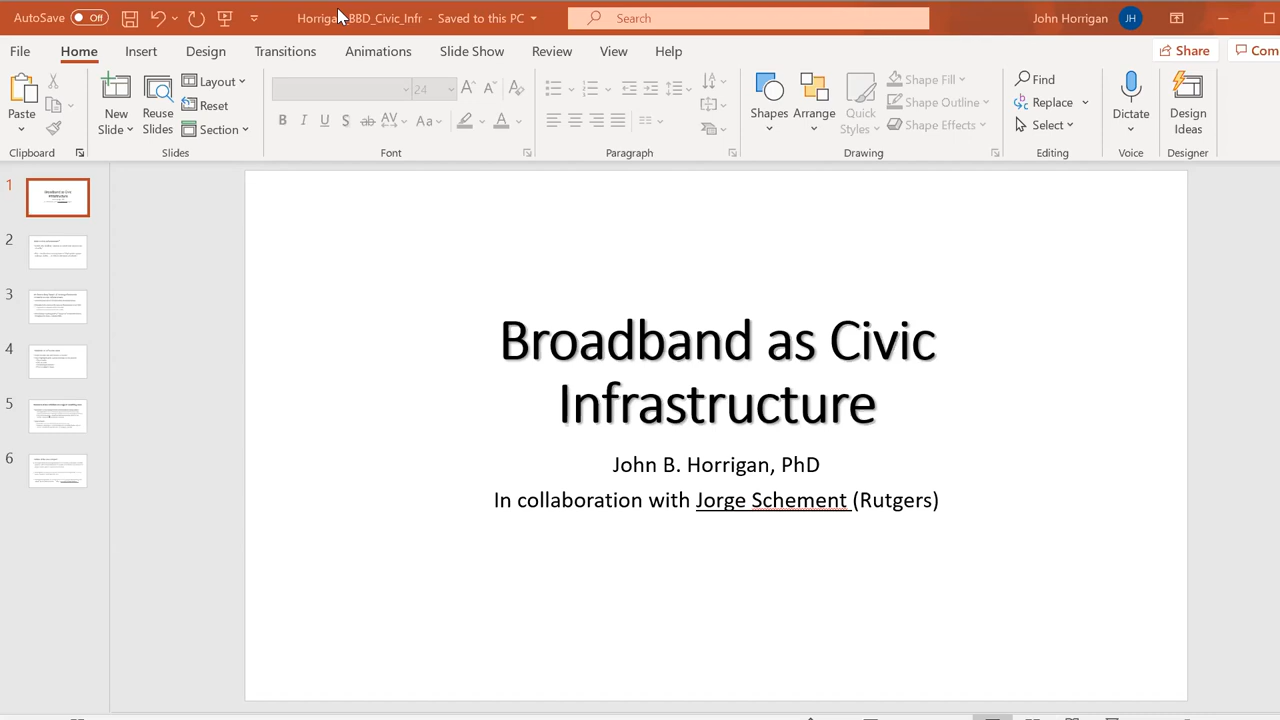 AutoSave Off Horrigan_BBD_Civic_Infr - Saved to this PC Search John Horrigan JH
File Home Insert Design Transitions Animations Slide Show Review View Help Share Com
Paste New Slide Reuse Slides Layout Reset Section 24 Aa Shapes Arrange Quick Styles Shape Fill Shape Outline Shape Effects Find Replace Select Dictate Design Ideas
Clipboard Slides Font Paragraph Drawing Editing Voice Designer
1
2
3
4
5
6
Broadband as Civic
Infrastructure
John B. Horrigan, PhD
In collaboration with Jorge Schement (Rutgers)